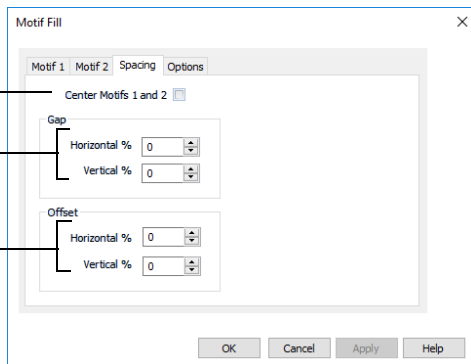 Motif Fill
Motif 1 Motif 2 Spacing Options
Center Motifs 1 and 2
Gap
Horizontal % 0
Vertical % 0
Offset
Horizontal % 0
Vertical % 0
OK Cancel Apply Help